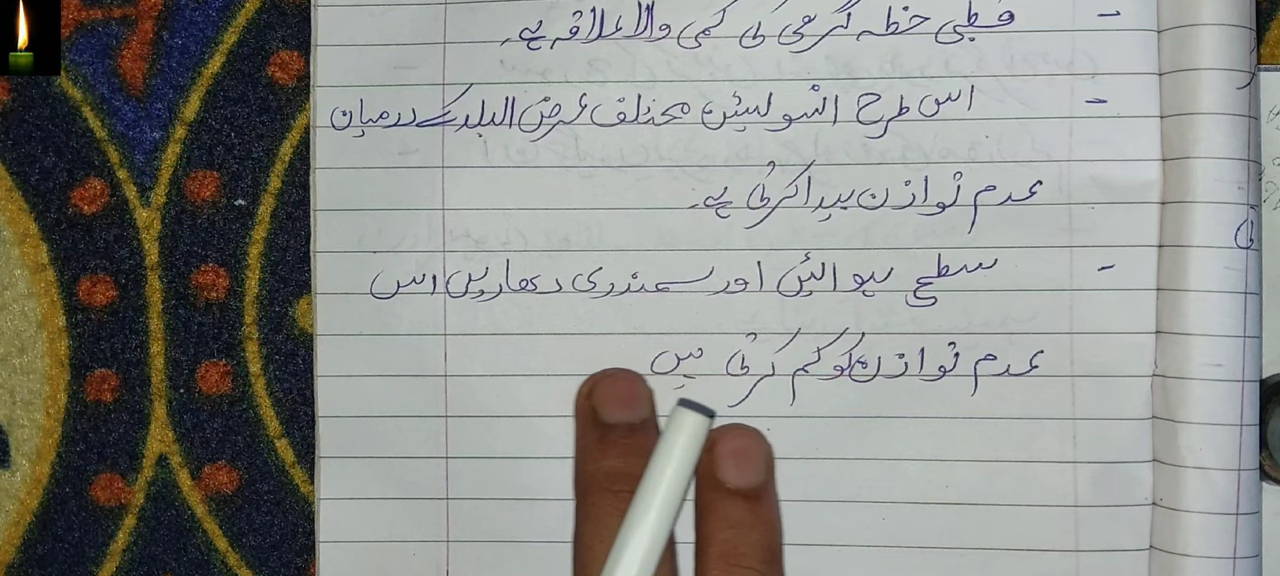 - قطبی خطہ گرمی کی کمی والا علاقہ ہے۔
- اس طرح انسولیشن مختلف عرض البلد کے درمیان
عدم توازن پیدا کرتی ہے۔
- سطح ہوائیں اور سمندری دھاریں اس
عدم توازن کو کم کرتی ہیں